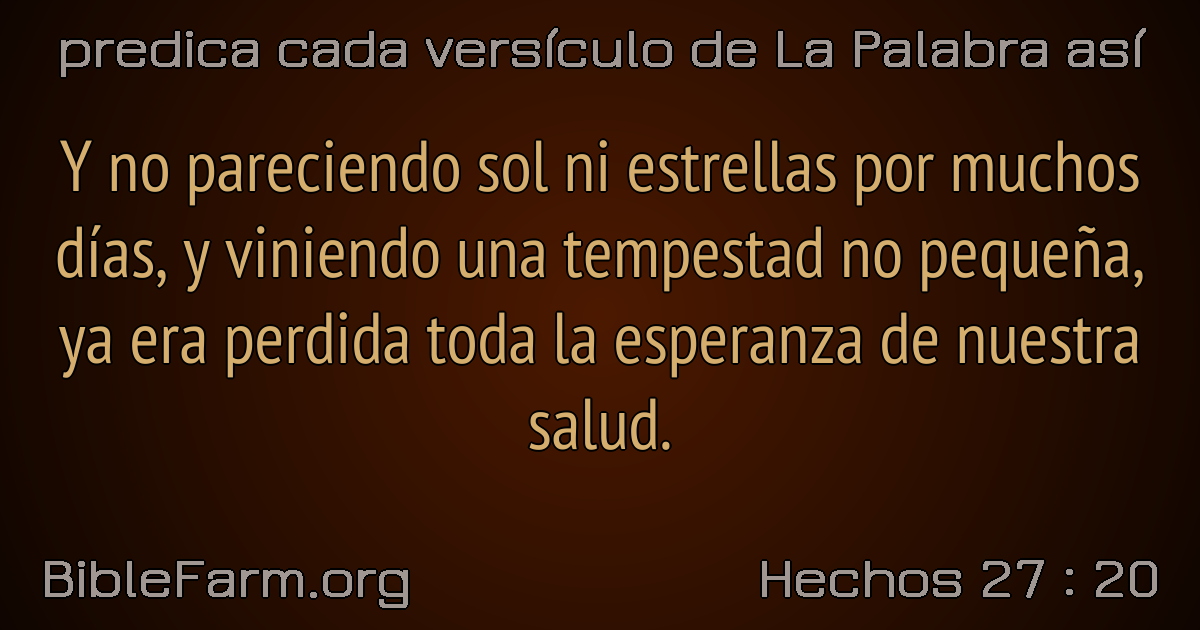 predica cada versículo de La Palabra así
Y no pareciendo sol ni estrellas por muchos
días, y viniendo una tempestad no pequeña,
ya era perdida toda la esperanza de nuestra
salud.
BibleFarm.org
Hechos 27 : 20